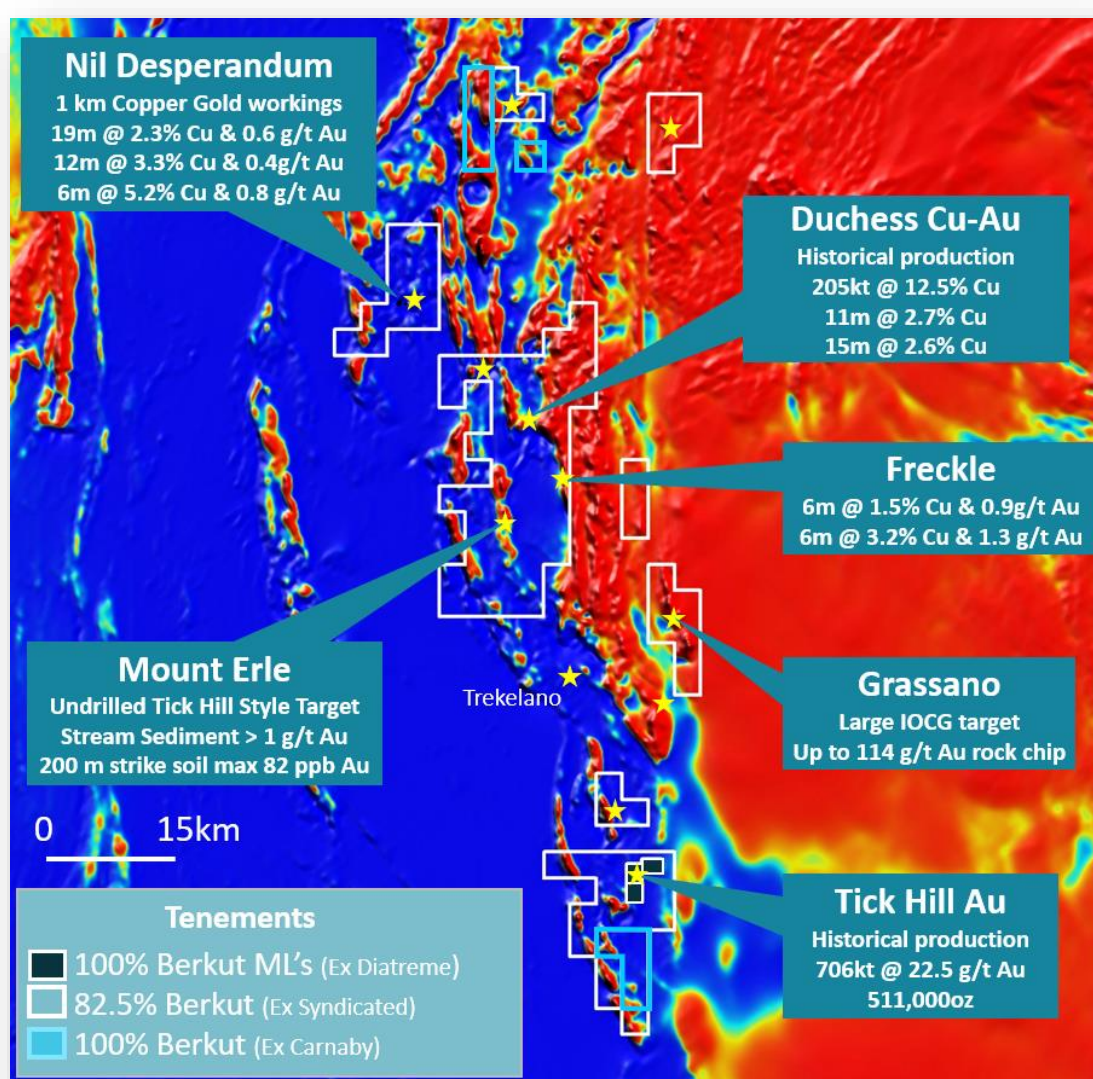 Nil Desperandum
1 km Copper Gold workings
19m @ 2.3% Cu & 0.6 g/t Au
12m @ 3.3% Cu & 0.4g/t Au
6m @ 5.2% Cu & 0.8 g/t Au
Duchess Cu-Au
Historical production
205kt @ 12.5% Cu
11m @ 2.7% Cu
15m @ 2.6% Cu
Freckle
6m @ 1.5% Cu & 0.9g/t Au
6m @ 3.2% Cu & 1.3 g/t Au
Mount Erle
Undrilled Tick Hill Style Target
Stream Sediment > 1 g/t Au
200 m strike soil max 82 ppb Au
Trekelano
Grassano
Large IOCG target
Up to 114 g/t Au rock chip
0 15km
Tick Hill Au
Historical production
706kt @ 22.5 g/t Au
511,000oz
Tenements
100% Berkut ML’s (Ex Diatreme)
82.5% Berkut (Ex Syndicated)
100% Berkut (Ex Carnaby)